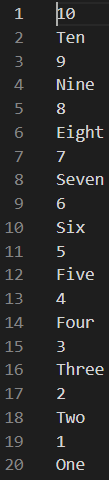 1 10
2 Ten
3 9
4 Nine
5 8
6 Eight
7 7
8 Seven
9 6
10 Six
11 5
12 Five
13 4
14 Four
15 3
16 Three
17 2
18 Two
19 1
20 One